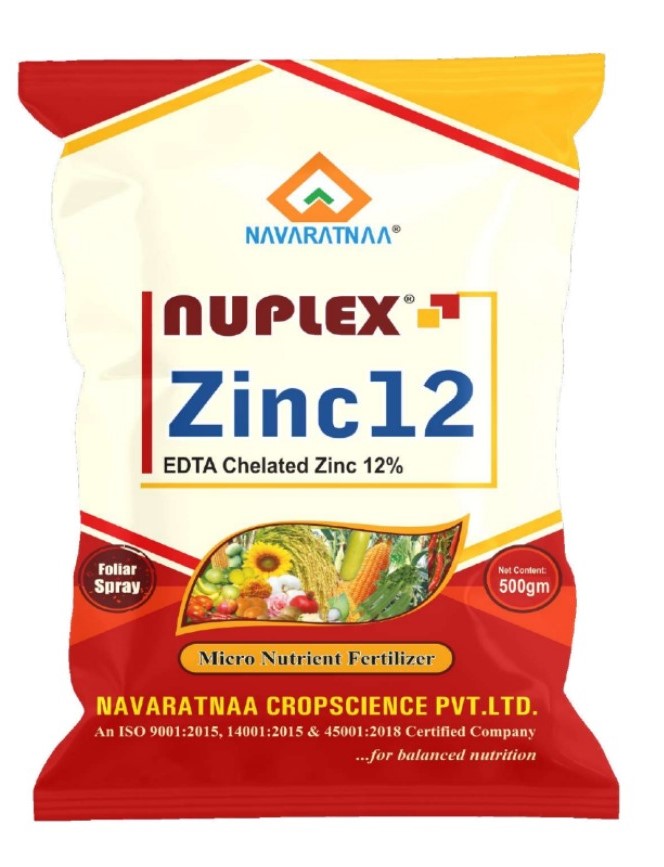 NAVARATNAA®
NUPLEX®
Zinc12
EDTA Chelated Zinc 12%
Foliar
Spray
Net Content:
500gm
Micro Nutrient Fertilizer
NAVARATNAA CROPSCIENCE PVT.LTD.
An ISO 9001:2015, 14001:2015 & 45001:2018 Certified Company
...for balanced nutrition